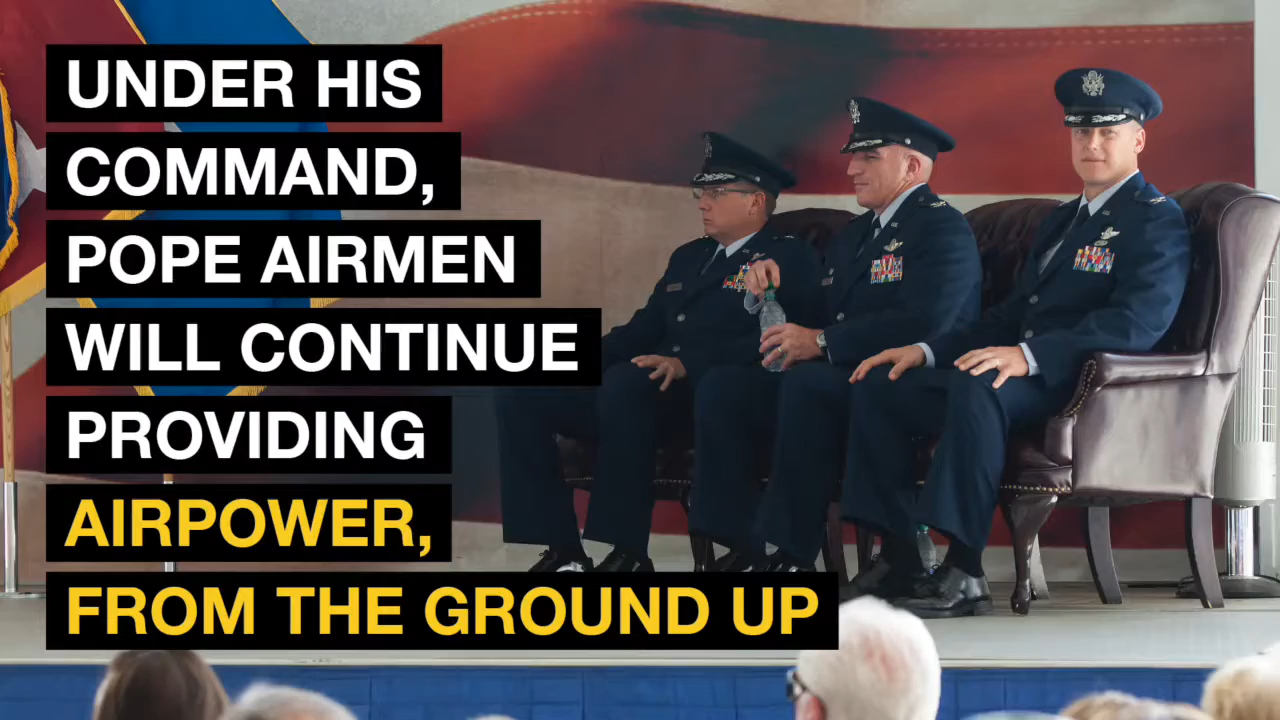 UNDER HIS
COMMAND,
POPE AIRMEN
WILL CONTINUE
PROVIDING
AIRPOWER,
FROM THE GROUND UP